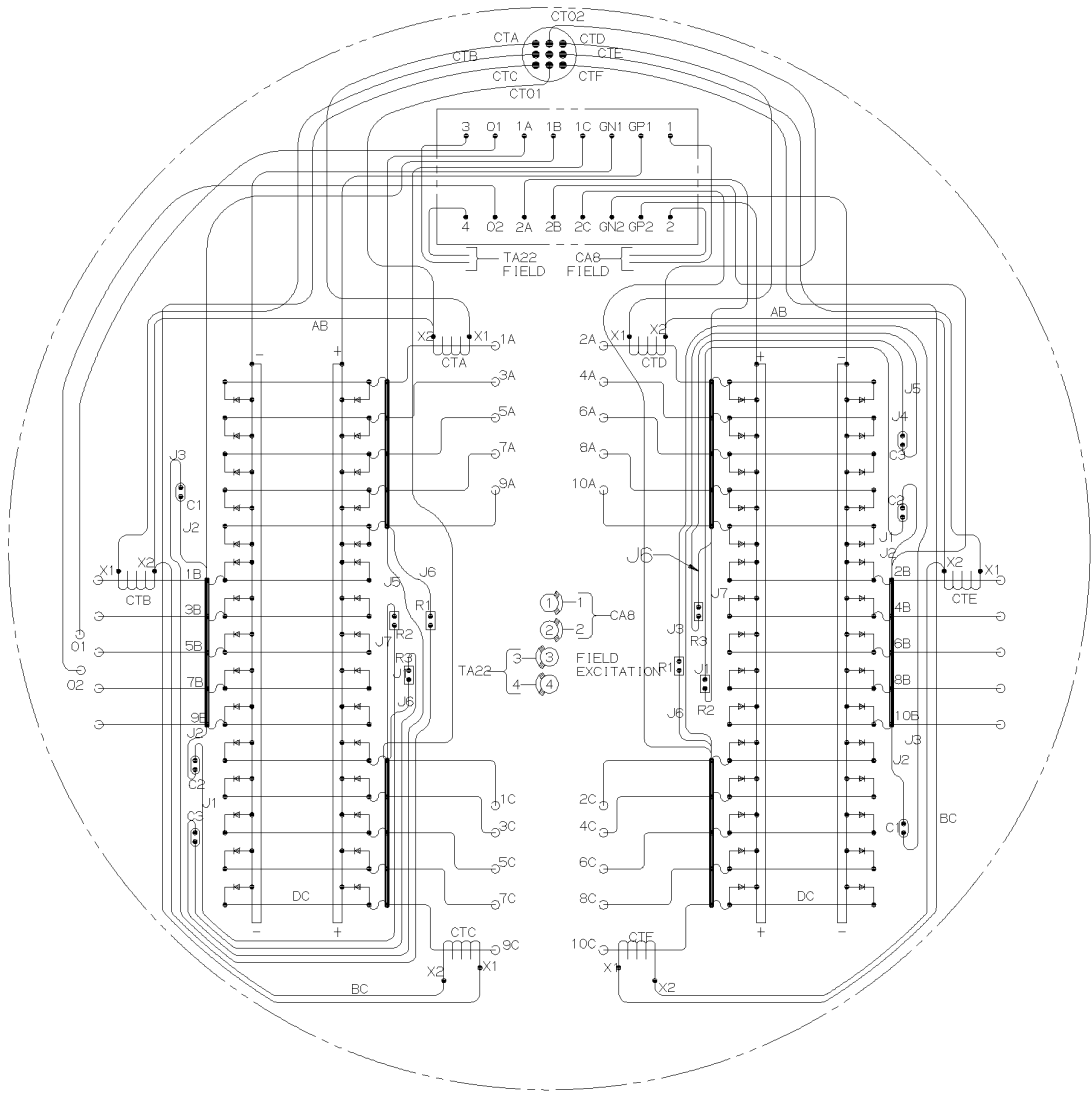 CTO2
CTA CTD
CTB CTE
CTC CTF
CTO1
3 O1 1A 1B 1C GN1 GP1 1
4 O2 2A 2B 2C GN2 GP2 2
TA22 CA8
FIELD FIELD
AB AB
X2 X1 1A 2A X1 X2
CTA CTD
- + + -
3A 4A J5
5A 6A J4
7A 8A C3
J3
9A 10A
C1 C2
J2 J1
J6 J2
X1 X2 1B J5 J6 2B X2 X1
CTB J7 CTE
3B R1 1 1 CA8 4B
R2 2 2 J3 R3
O1 5B J7 6B
R3 TA22 3 3 FIELD R1
J1 4 4 EXCITATION J1
O2 7B 8B
J6 R2
9B J6 10B
J2 J3
J2
C2
J1 1C 2C
C3 3C 4C C1 BC
5C 6C
DC 7C 8C DC
- + + -
CTC 9C 10C CTF
X2 X1 X1 X2
BC